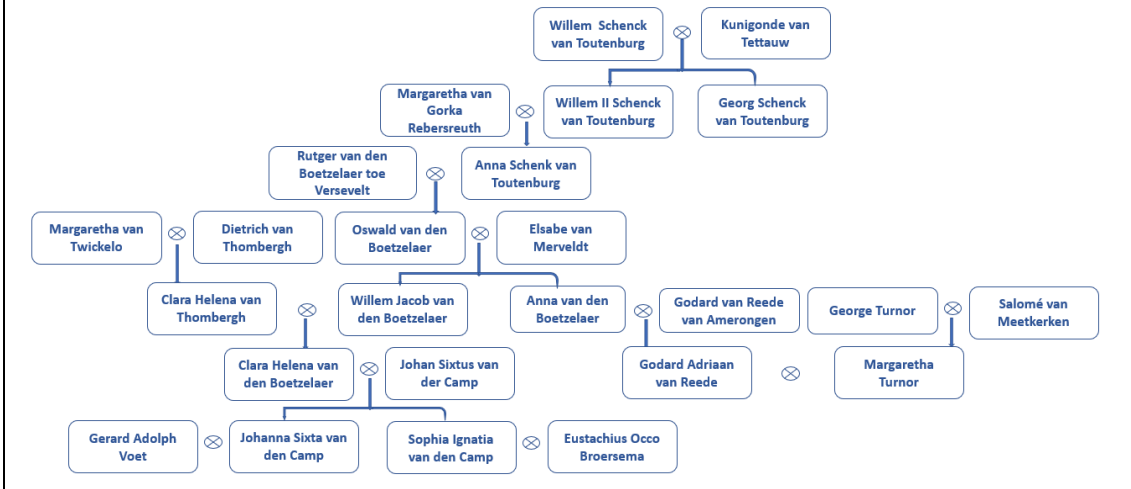 Willem Schenck
van Toutenburg
Kunigonde van
Tettauw
Margaretha van
Gorka
Rebersreuth
Willem II Schenck
van Toutenburg
Georg Schenck
van Toutenburg
Rutger van den
Boetzelaer toe
Versevelt
Anna Schenk van
Toutenburg
Margaretha van
Twickelo
Dietrich van
Thombergh
Oswald van den
Boetzelaer
Elsabe van
Merveldt
Clara Helena van
Thombergh
Willem Jacob van
den Boetzelaer
Anna van den
Boetzelaer
Godard van Reede
van Amerongen
George Turnor
Salomé van
Meetkerken
Clara Helena van
den Boetzelaer
Johan Sixtus van
der Camp
Godard Adriaan
van Reede
Margaretha
Turnor
Gerard Adolph
Voet
Johanna Sixta van
den Camp
Sophia Ignatia
van den Camp
Eustachius Occo
Broersema